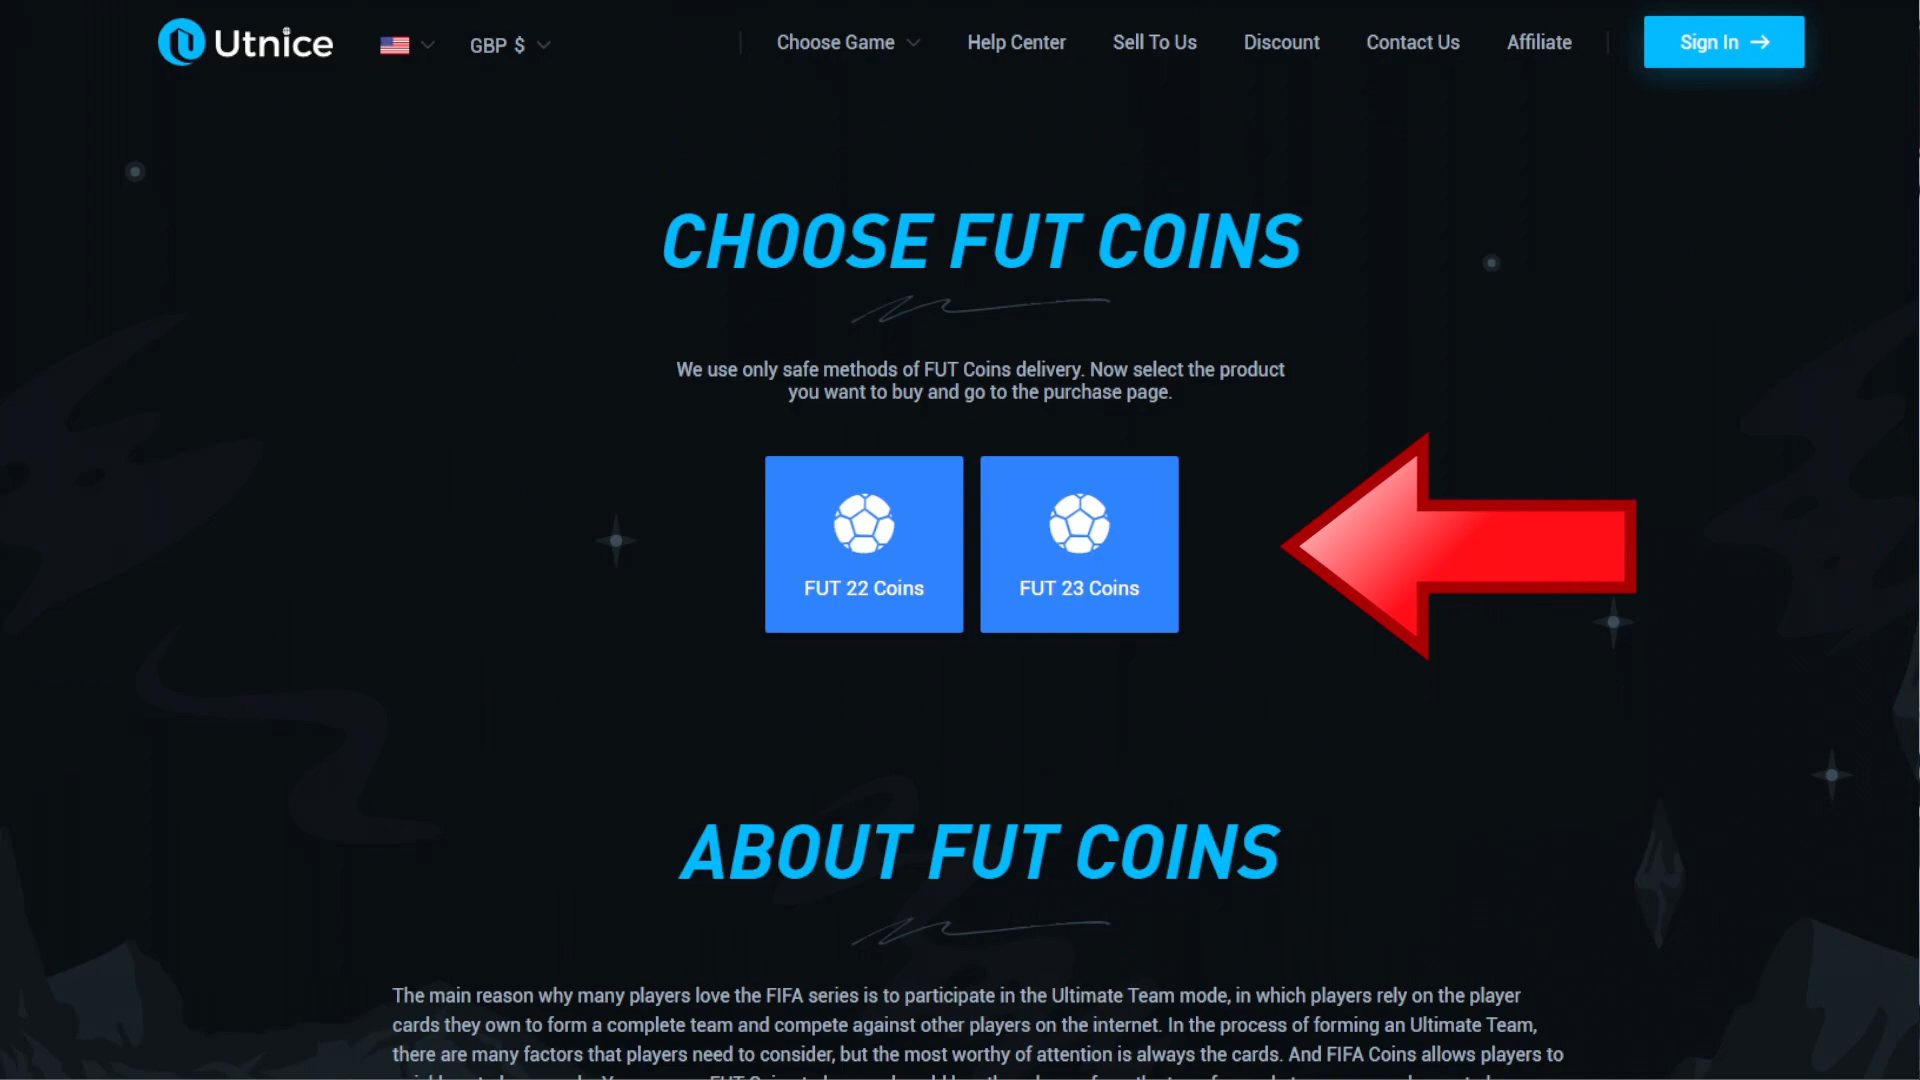 Utnice
GBP $
Choose Game
Help Center
Sell To Us
Discount
Contact Us
Affiliate
Sign In
CHOOSE FUT COINS
We use only safe methods of FUT Coins delivery. Now select the product
you want to buy and go to the purchase page.
FUT 22 Coins
FUT 23 Coins
ABOUT FUT COINS
The main reason why many players love the FIFA series is to participate in the Ultimate Team mode, in which players rely on the player
cards they own to form a complete team and compete against other players on the internet. In the process of forming an Ultimate Team,
there are many factors that players need to consider, but the most worthy of attention is always the cards. And FIFA Coins allows players to